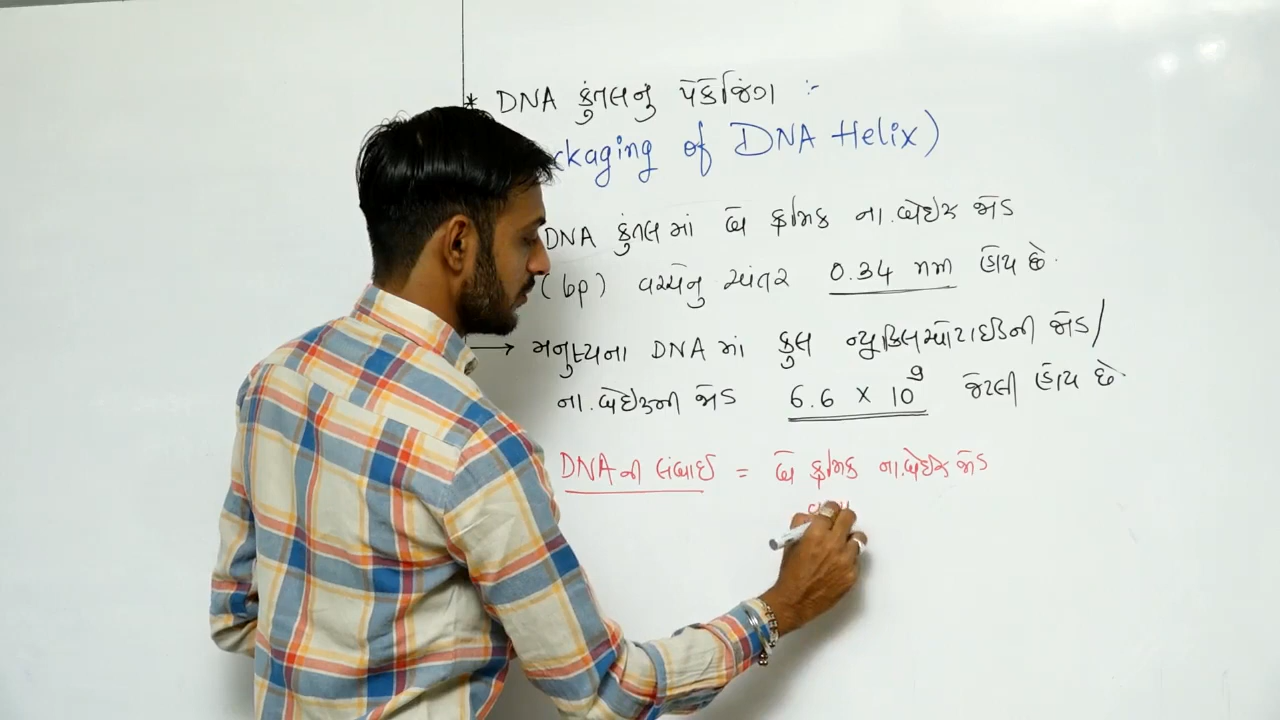 * DNA કુંતલનું પેકેજિંગ :-
ckaging of DNA Helix)
DNA કુંતલ માં બે ક્રમિક ના.બેઇઝ જોડ
(bp) વચ્ચેનુ અંતર 0.34 nm હોય છે.
→ મનુષ્યના DNA માં કુલ ન્યુક્લિઓટાઇડની જોડ/
ના.બેઇઝની જોડ 6.6 × 10⁹ જેટલી હોય છે
DNA ની લંબાઇ = બે ક્રમિક ના.બેઇઝ જોડ